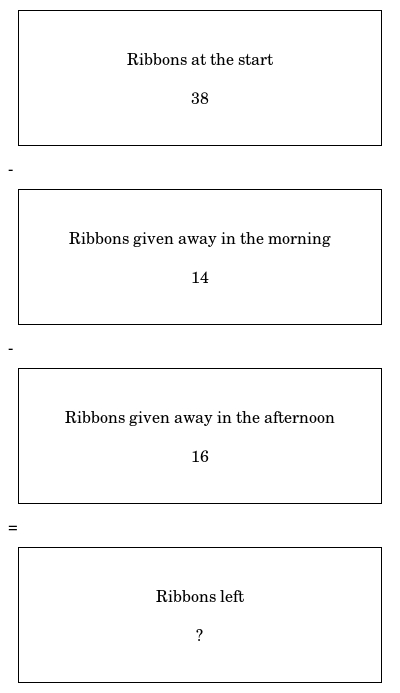 Ribbons at the start
38
-
Ribbons given away in the morning
14
-
Ribbons given away in the afternoon
16
=
Ribbons left
?